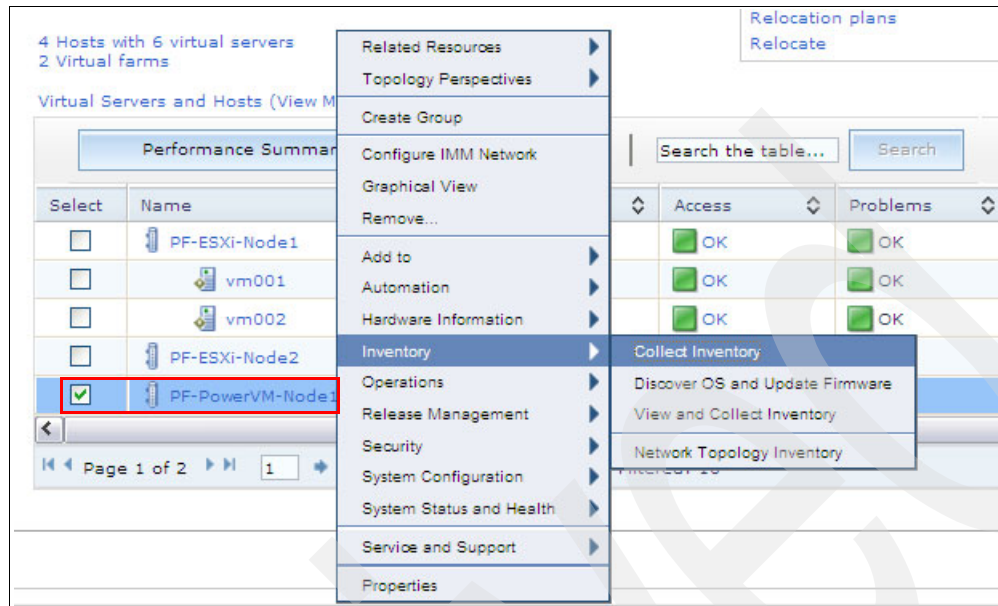 Relocation plans
Relocate
4 Hosts with 6 virtual servers
2 Virtual farms
Virtual Servers and Hosts (View M
Performance Summar
Search the table...
Search
Select
Name
Access
Problems
PF-ESXi-Node1
OK
OK
vm001
OK
OK
vm002
OK
OK
PF-ESXi-Node2
PF-PowerVM-Node1
Page 1 of 2
1
Related Resources
Topology Perspectives
Create Group
Configure IMM Network
Graphical View
Remove...
Add to
Automation
Hardware Information
Inventory
Operations
Release Management
Security
System Configuration
System Status and Health
Service and Support
Properties
Collect Inventory
Discover OS and Update Firmware
View and Collect Inventory
Network Topology Inventory